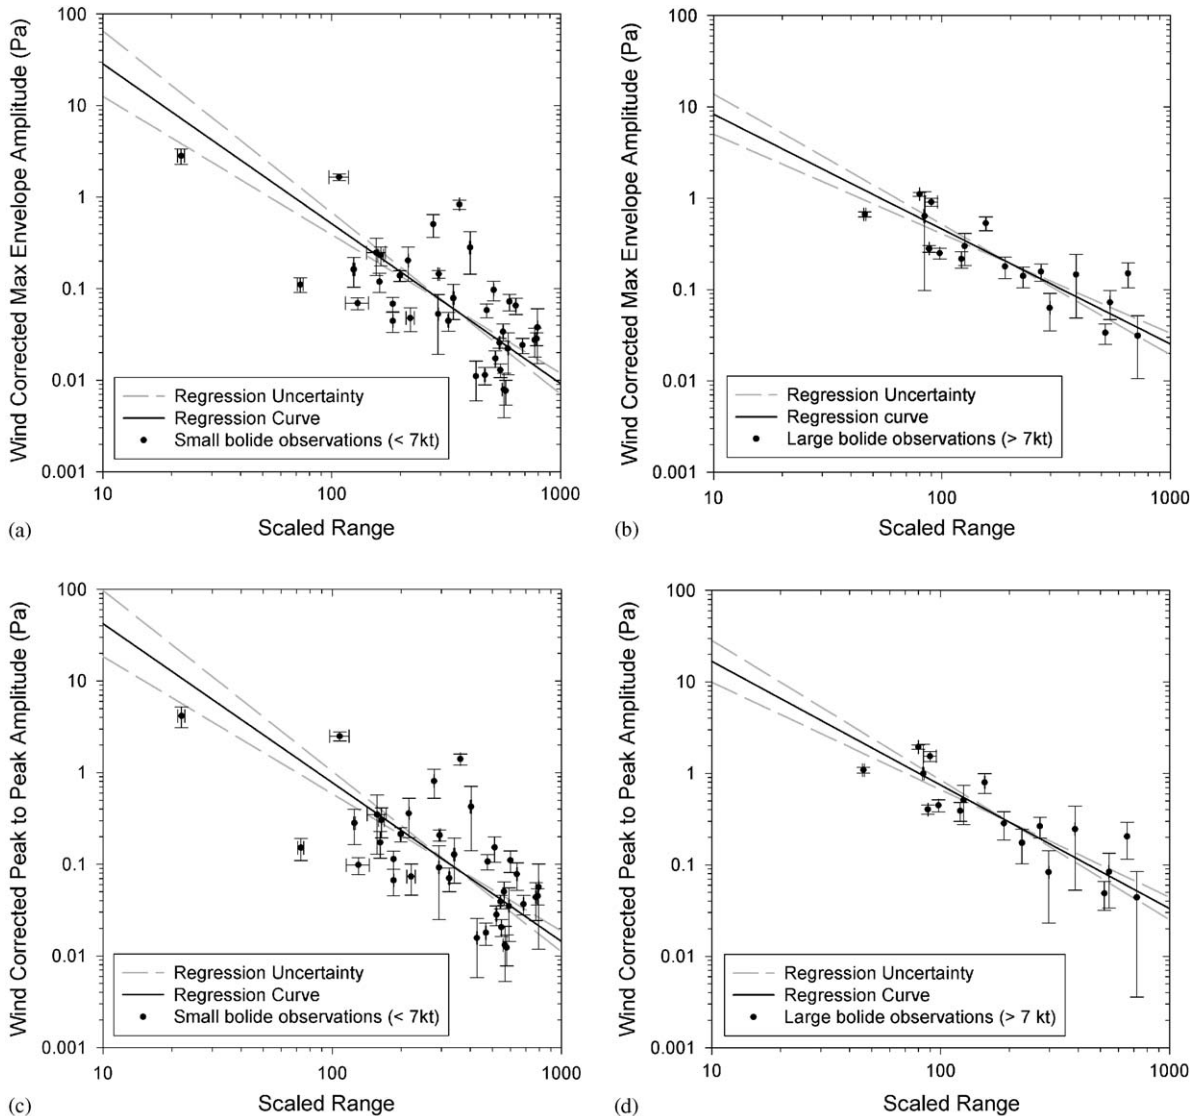 Wind Corrected Max Envelope Amplitude (Pa)
100
10
1
0.1
0.01
0.001
Regression Uncertainty
Regression Curve
Small bolide observations (< 7kt)
10
100
1000
Scaled Range
(a)
Wind Corrected Max Envelope Amplitude (Pa)
100
10
1
0.1
0.01
0.001
Regression Uncertainty
Regression curve
Large bolide observations (> 7kt)
10
100
1000
Scaled Range
(b)
Wind Corrected Peak to Peak Amplitude (Pa)
100
10
1
0.1
0.01
0.001
Regression Uncertainty
Regression Curve
Small bolide observations (< 7kt)
10
100
1000
Scaled Range
(c)
Wind Corrected Peak to Peak Amplitude (Pa)
100
10
1
0.1
0.01
0.001
Regression Uncertainty
Regression Curve
Large bolide observations (> 7 kt)
10
100
1000
Scaled Range
(d)